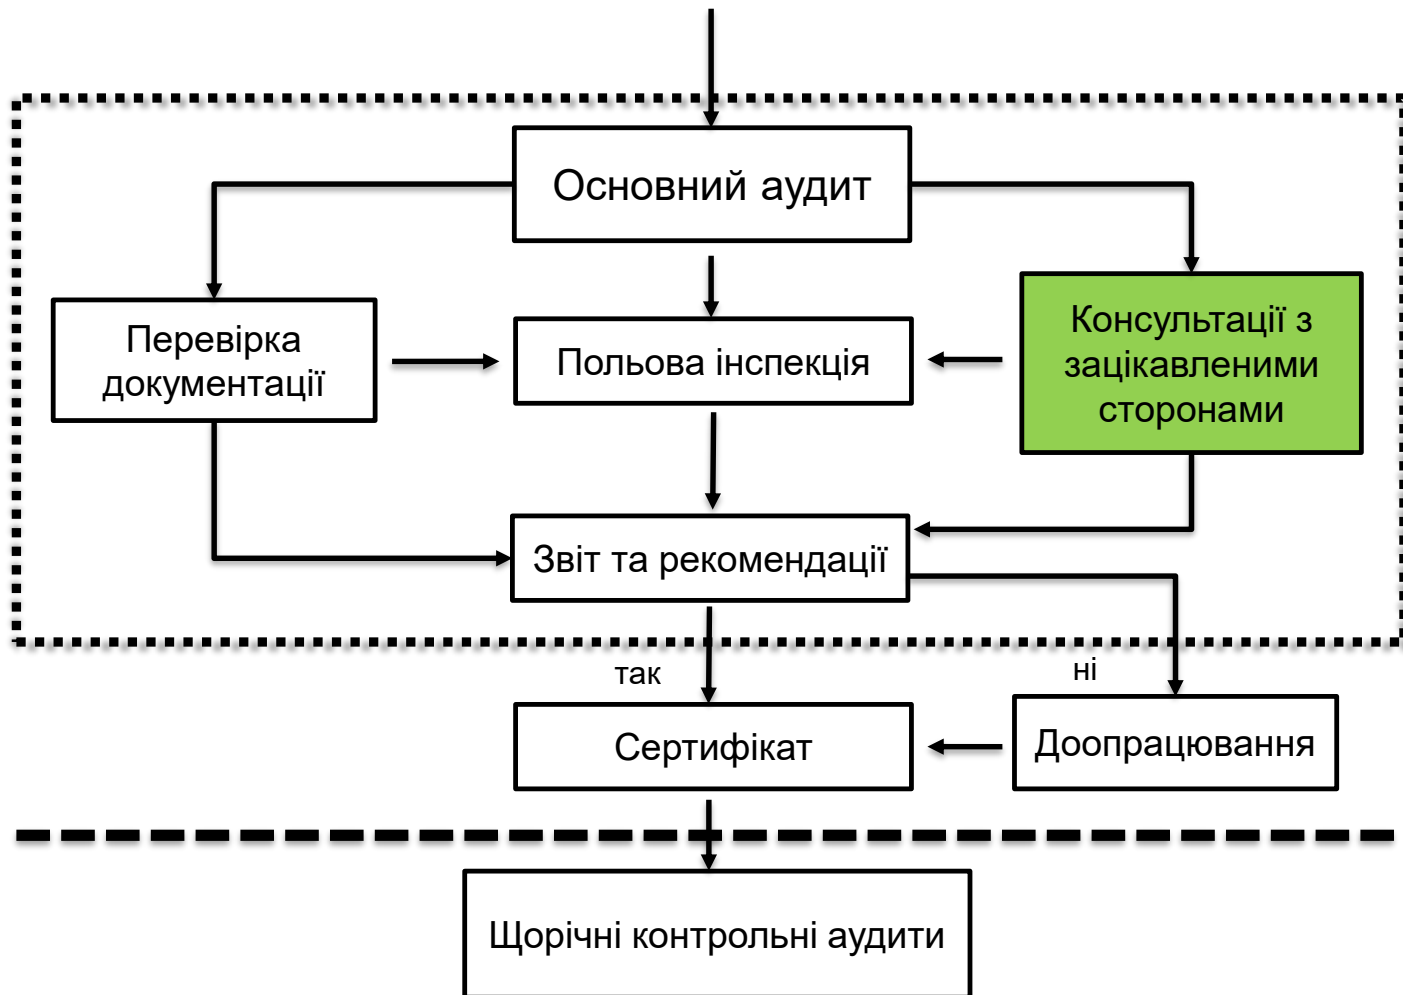 Основний аудит
Перевірка
документації
Польова інспекція
Консультації з
зацікавленими
сторонами
Звіт та рекомендації
так
ні
Сертифікат
Доопрацювання
Щорічні контрольні аудити